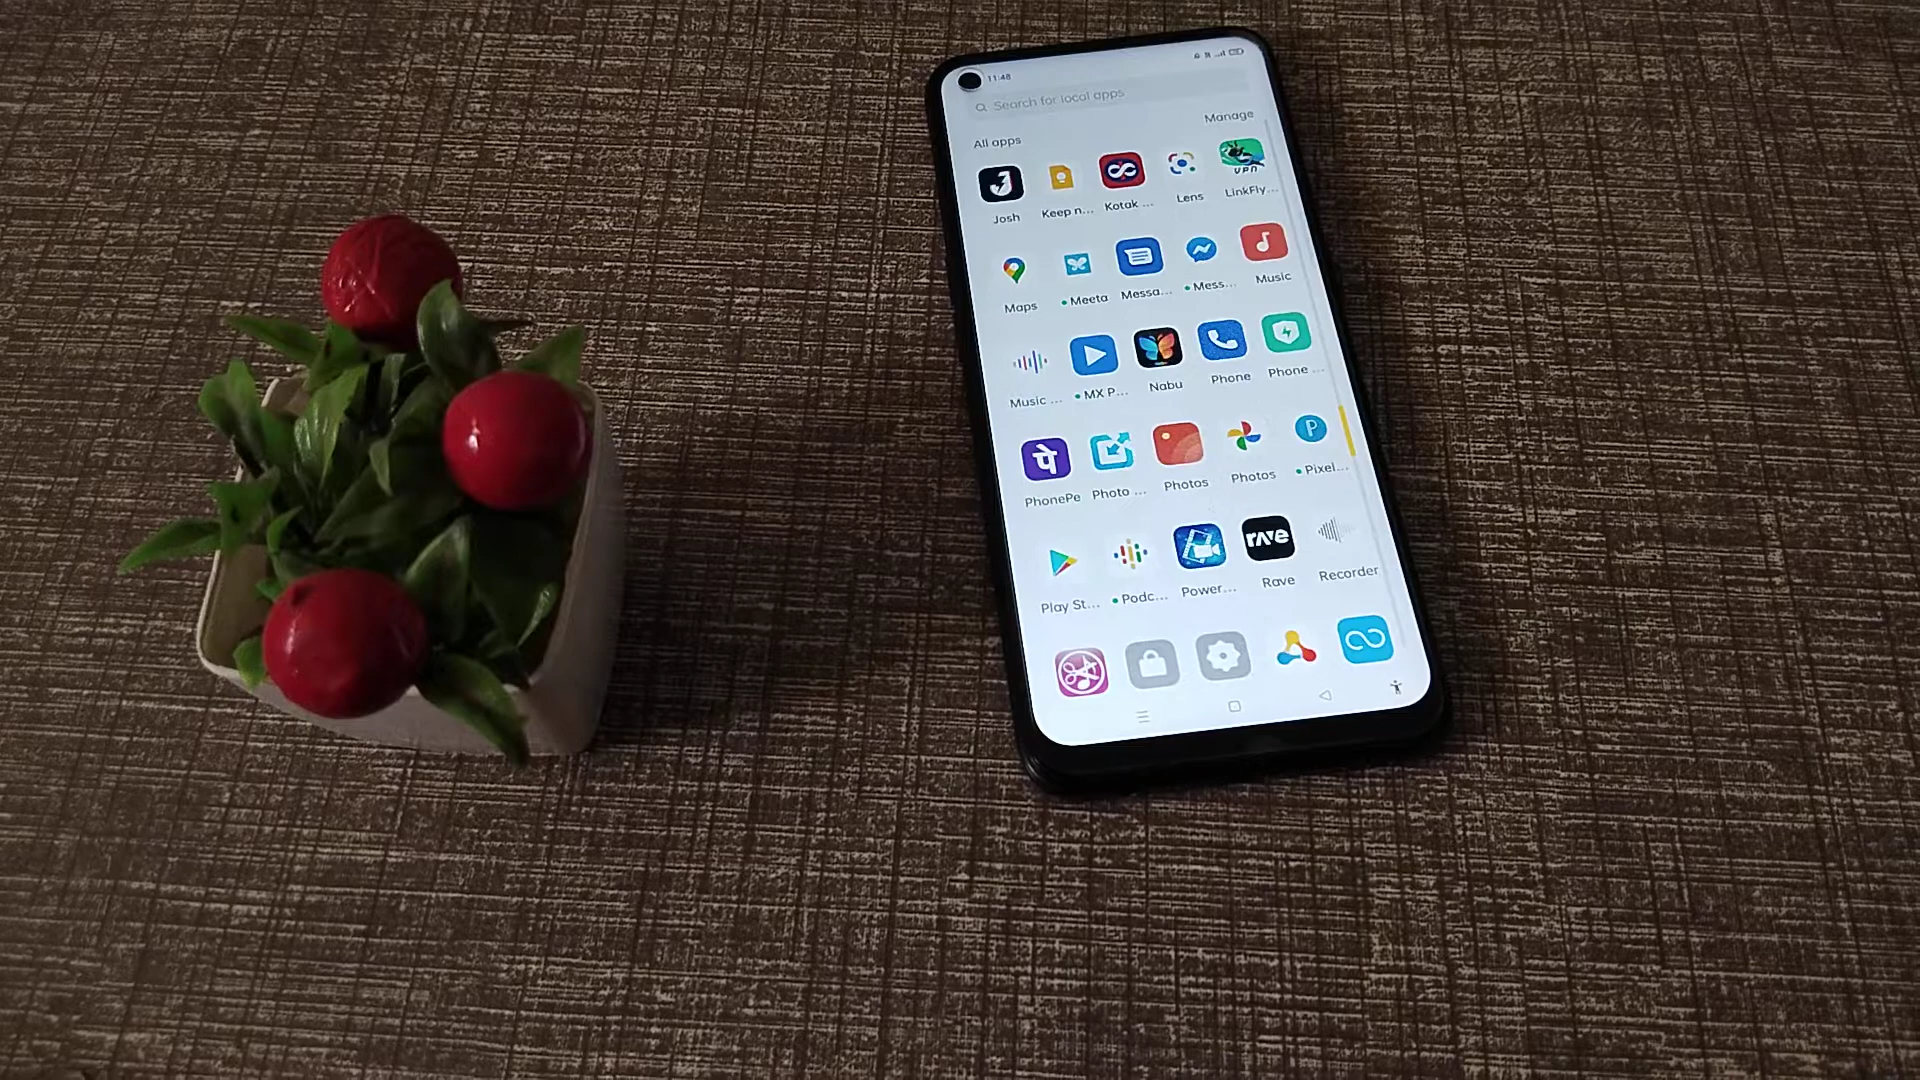 11:48
Search for local apps
Manage
All apps
Josh Keep n... Kotak ... Lens LinkFly...
VPN
Maps Meeta Messa... Mess... Music
Music ... MX P... Nabu Phone Phone ...
पे
P
PhonePe Photo ... Photos Photos Pixel...
rave
Play St... Podc... Power... Rave Recorder